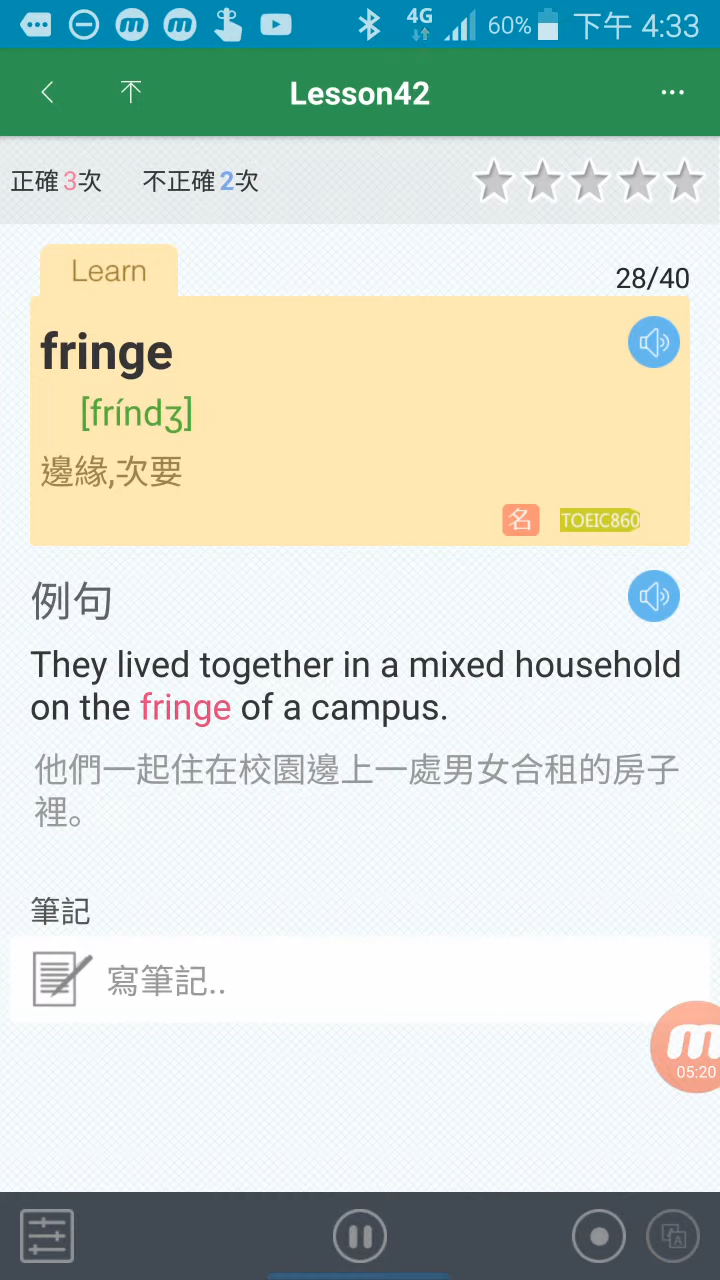 4G 60% 下午 4:33
Lesson42
正確3次 不正確2次
Learn
28/40
fringe
[fríndʒ]
邊緣,次要
名 TOEIC860
例句
They lived together in a mixed household
on the fringe of a campus.
他們一起住在校園邊上一處男女合租的房子
裡。
筆記
寫筆記..
05:20